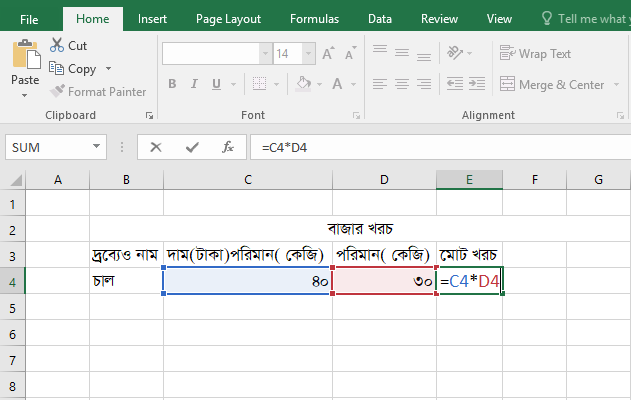 File Home Insert Page Layout Formulas Data Review View Tell me what
Cut
Copy
Format Painter
Paste
14 A A
B I U A
Wrap Text
Merge & Center
Clipboard Font Alignment
SUM fx =C4*D4
A B C D E F G
1
2 বাজার খরচ
3 দ্রব্যেও নাম দাম(টাকা)পরিমান( কেজি) পরিমান( কেজি) মোট খরচ
4 চাল ৪০ ৩০ =C4*D4
5
6
7
8